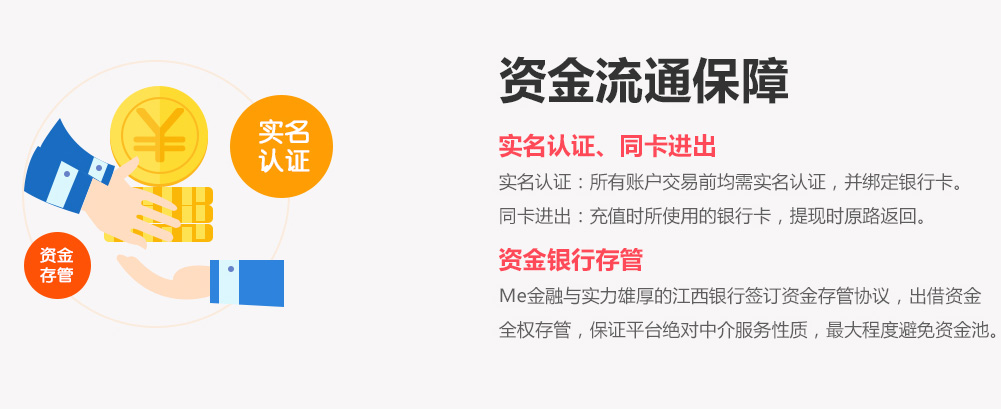 实名
认证
资金
存管
资金流通保障
实名认证、同卡进出
实名认证：所有账户交易前均需实名认证，并绑定银行卡。
同卡进出：充值时所使用的银行卡，提现时原路返回。
资金银行存管
Me金融与实力雄厚的江西银行签订资金存管协议，出借资金
全权存管，保证平台绝对中介服务性质，最大程度避免资金池。